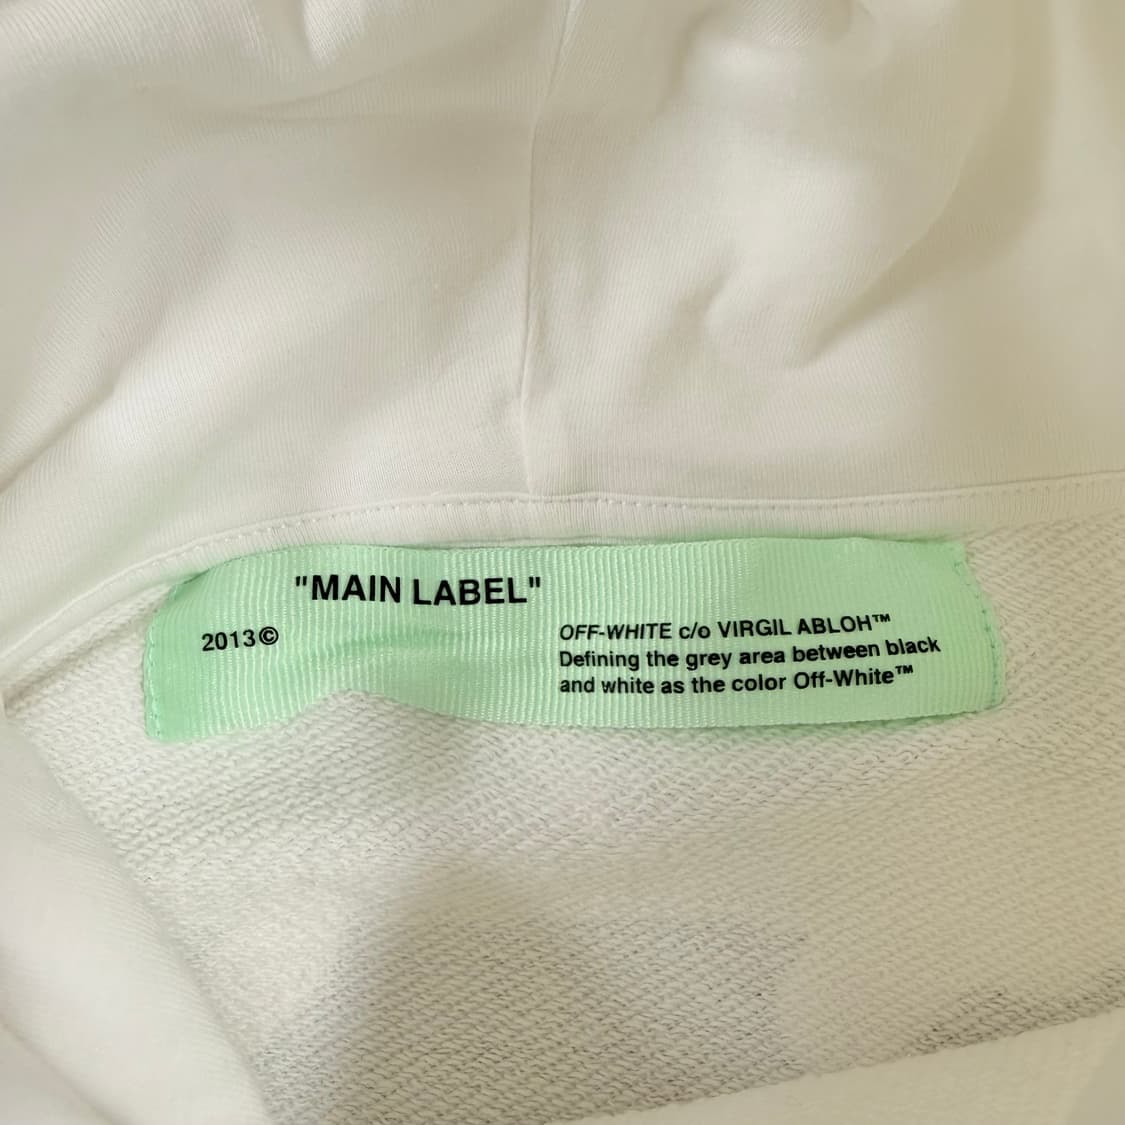 "MAIN LABEL"
2013©
OFF-WHITE c/o VIRGIL ABLOH™
Defining the grey area between black
and white as the color Off-White™